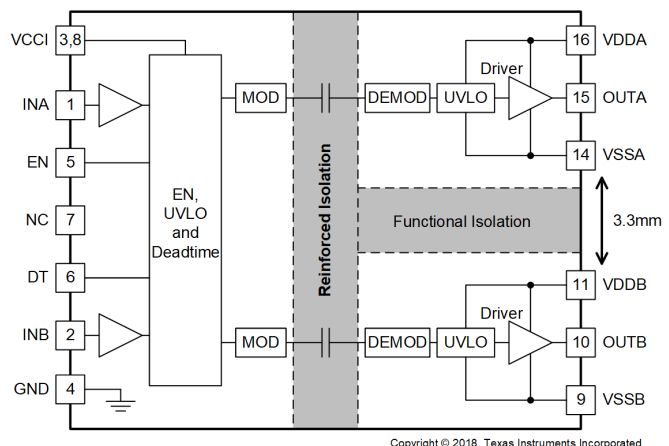 VCCI 3,8
INA 1
EN 5
NC 7
DT 6
INB 2
GND 4
EN,
UVLO
and
Deadtime
MOD
MOD
Reinforced Isolation
DEMOD
UVLO
Driver
16 VDDA
15 OUTA
14 VSSA
Functional Isolation
3.3mm
DEMOD
UVLO
Driver
11 VDDB
10 OUTB
9 VSSB
Copyright © 2018, Texas Instruments Incorporated